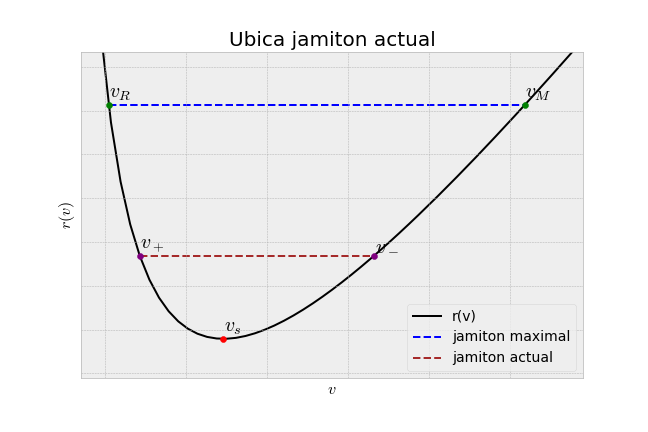 Ubica jamiton actual
v_R
v_M
r(v)
v_+
v_−
v_s
r(v)
jamiton maximal
jamiton actual
v